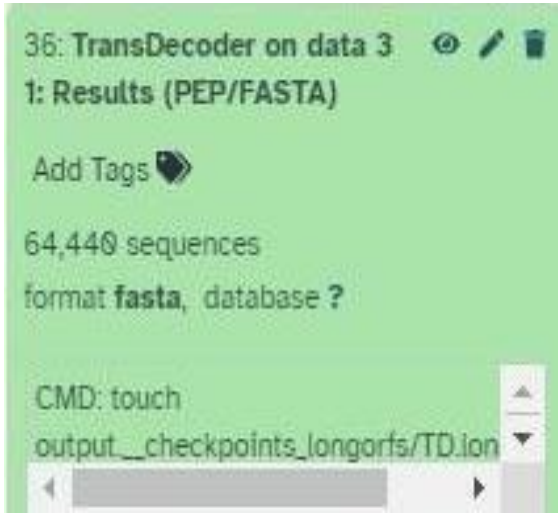 36: TransDecoder on data 3
1: Results (PEP/FASTA)
Add Tags
64,440 sequences
format fasta, database ?
CMD: touch
output.__checkpoints_longorfs/TD.lon